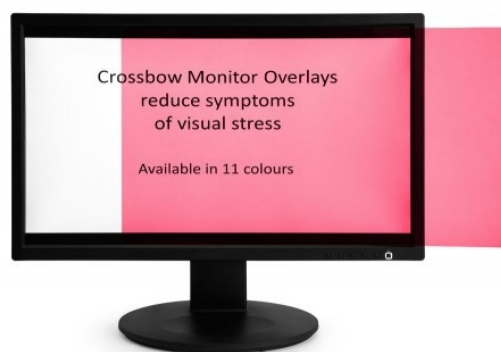 Crossbow Monitor Overlays
reduce symptoms
of visual stress
Available in 11 colours